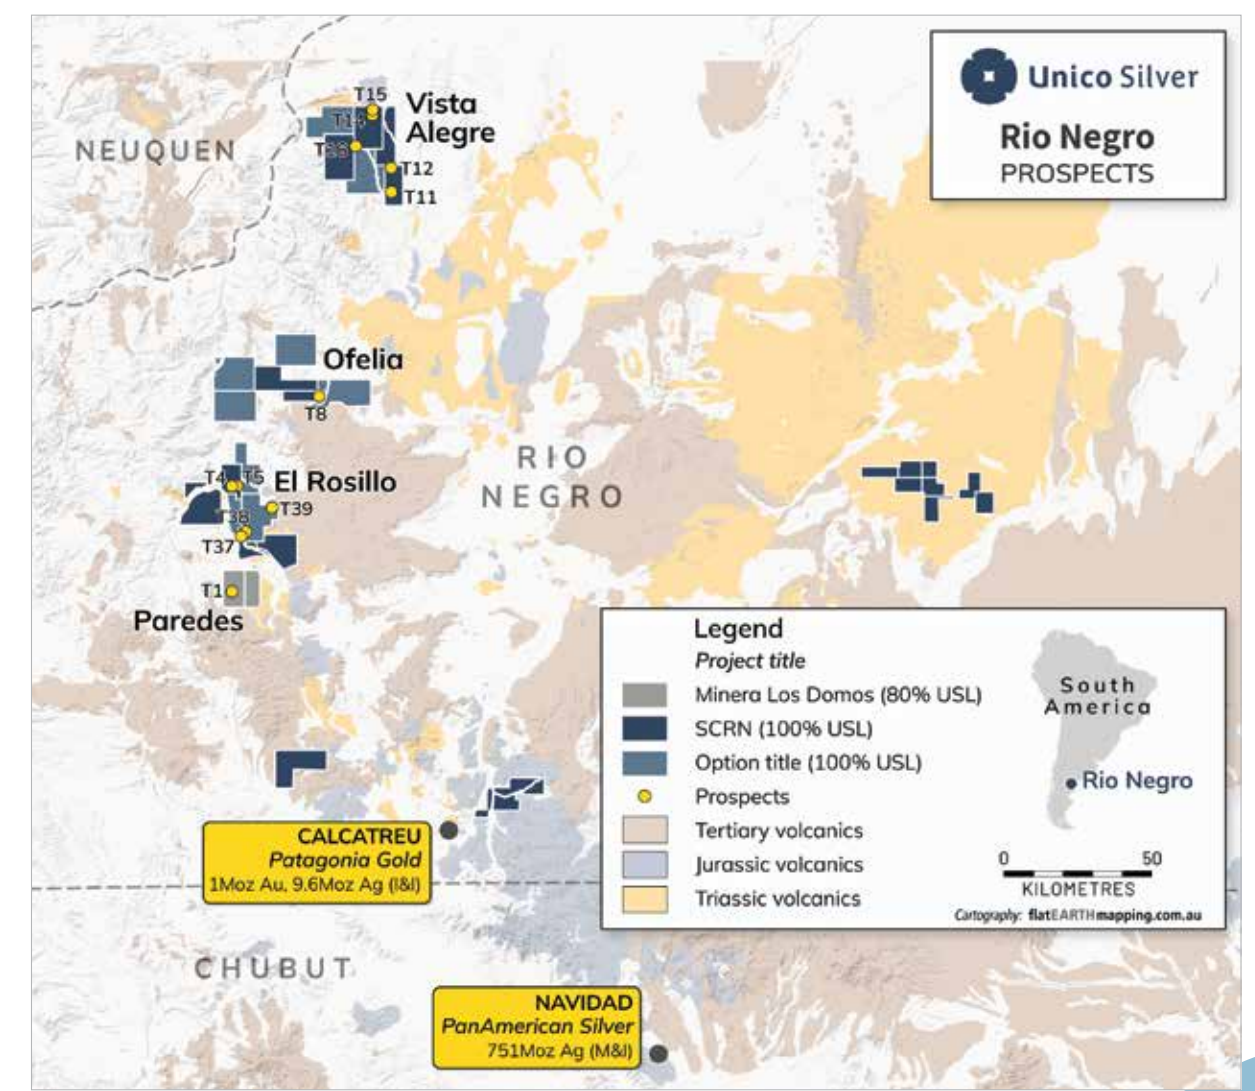 Unico Silver
Rio Negro
PROSPECTS
NEUQUEN
T15
Vista
Alegre
T14
T12
T11
Ofelia
T8
T4
T5
El Rosillo
T39
T38
T37
T1
Paredes
RIO
NEGRO
Legend
Project title
Minera Los Domos (80% USL)
SCRN (100% USL)
Option title (100% USL)
Prospects
Tertiary volcanics
Jurassic volcanics
Triassic volcanics
South
America
Rio Negro
0 50
KILOMETRES
Cartography: flatEARTHmapping.com.au
CALCATREU
Patagonia Gold
1Moz Au, 9.6Moz Ag (I&I)
CHUBUT
NAVIDAD
PanAmerican Silver
751Moz Ag (M&I)